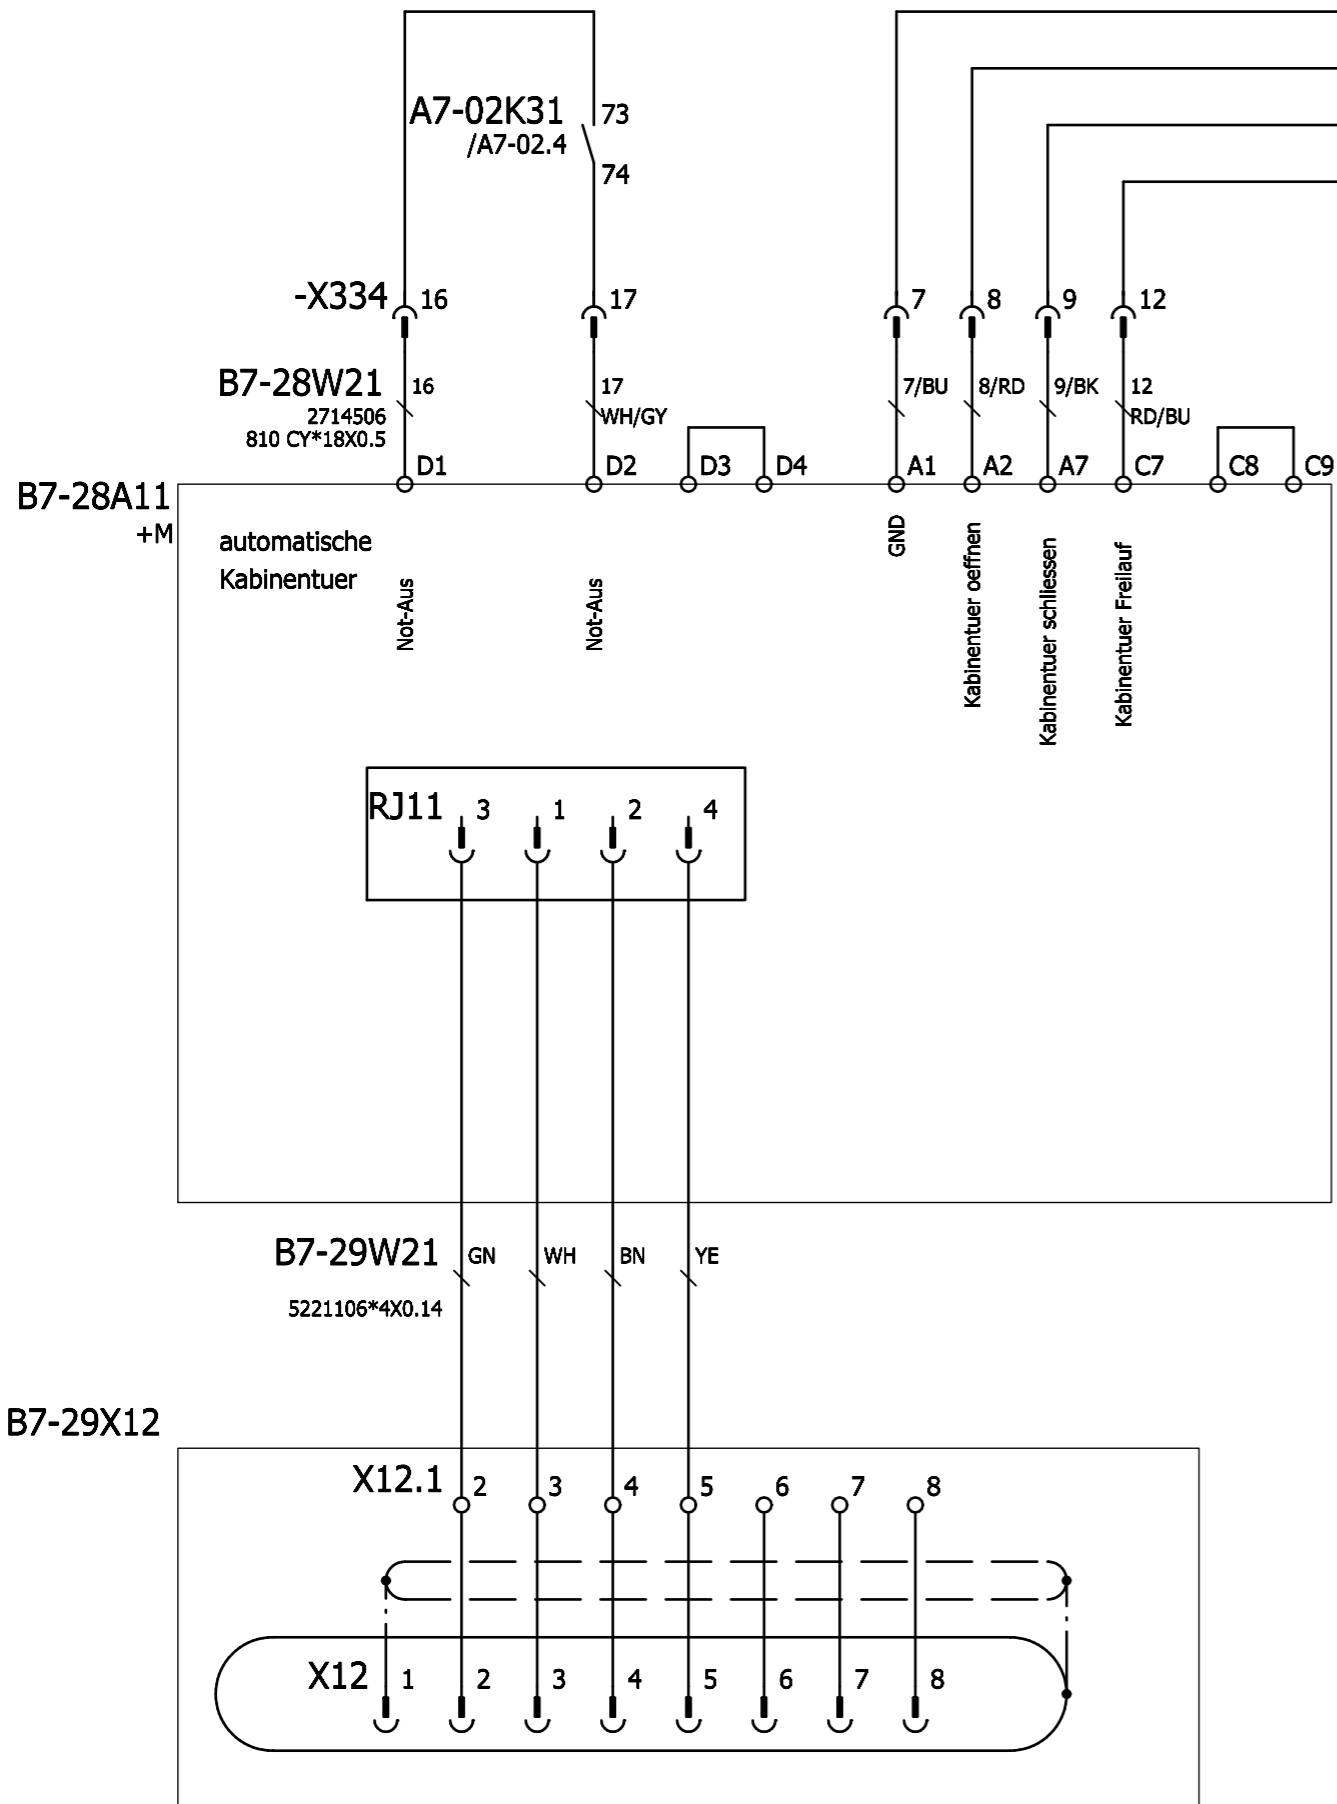 A7-02K31 73
/A7-02.4
74
-X334 16 17 7 8 9 12
B7-28W21 16 17 7/BU 8/RD 9/BK 12
2714506 WH/GY RD/BU
810 CY*18X0.5
D1 D2 D3 D4 A1 A2 A7 C7 C8 C9
B7-28A11
+M
automatische
Kabinentuer
Not-Aus
Not-Aus
GND
Kabinentuer oeffnen
Kabinentuer schliessen
Kabinentuer Freilauf
RJ11 3 1 2 4
B7-29W21 GN WH BN YE
5221106*4X0.14
B7-29X12
X12.1 2 3 4 5 6 7 8
X12 1 2 3 4 5 6 7 8